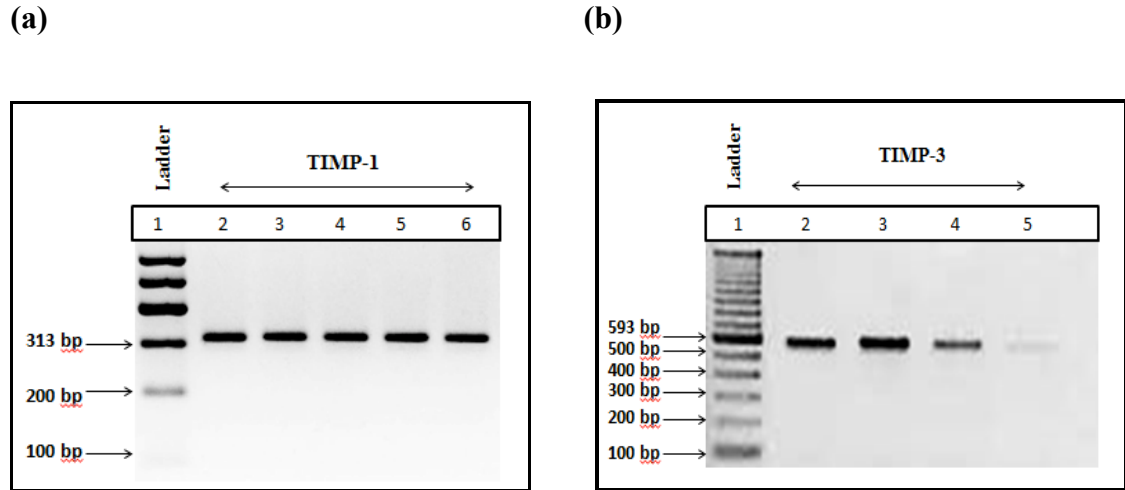 (a)
Ladder
TIMP-1
1 2 3 4 5 6
313 bp
200 bp
100 bp
(b)
Ladder
TIMP-3
1 2 3 4 5
593 bp
500 bp
400 bp
300 bp
200 bp
100 bp